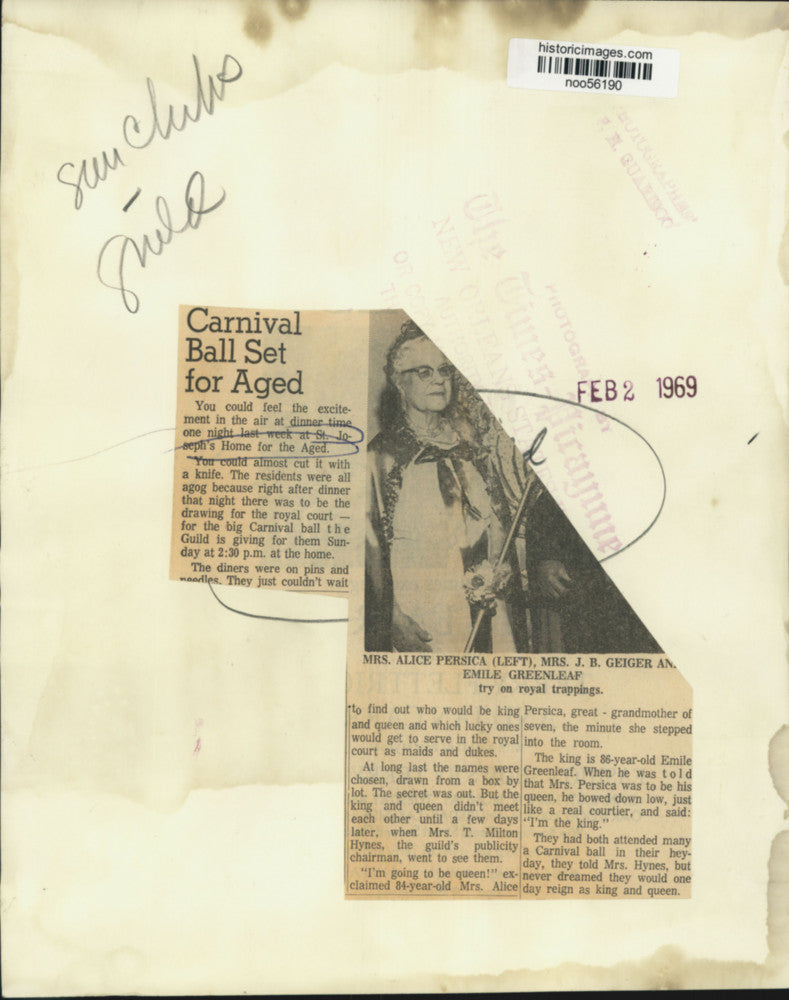 historicimages.com
noo56190
sun clubs
Guild
The Times-Picayune
NEW ORLEANS
PHOTOGRAPH BY
FEB 2 1969
Carnival
Ball Set
for Aged
You could feel the excite-
ment in the air at dinner time
one night last week at St. Jo-
seph's Home for the Aged.
You could almost cut it with
a knife. The residents were all
agog because right after dinner
that night there was to be the
drawing for the royal court —
for the big Carnival ball the
Guild is giving for them Sun-
day at 2:30 p.m. at the home.
The diners were on pins and
needles. They just couldn't wait
MRS. ALICE PERSICA (LEFT), MRS. J. B. GEIGER AN
EMILE GREENLEAF
try on royal trappings.
to find out who would be king
and queen and which lucky ones
would get to serve in the royal
court as maids and dukes.
At long last the names were
chosen, drawn from a box by
lot. The secret was out. But the
king and queen didn't meet
each other until a few days
later, when Mrs. T. Milton
Hynes, the guild's publicity
chairman, went to see them.
"I'm going to be queen!" ex-
claimed 84-year-old Mrs. Alice
Persica, great - grandmother of
seven, the minute she stepped
into the room.
The king is 86-year-old Emile
Greenleaf. When he was told
that Mrs. Persica was to be his
queen, he bowed down low, just
like a real courtier, and said:
"I'm the king."
They had both attended many
a Carnival ball in their hey-
day, they told Mrs. Hynes, but
never dreamed they would one
day reign as king and queen.